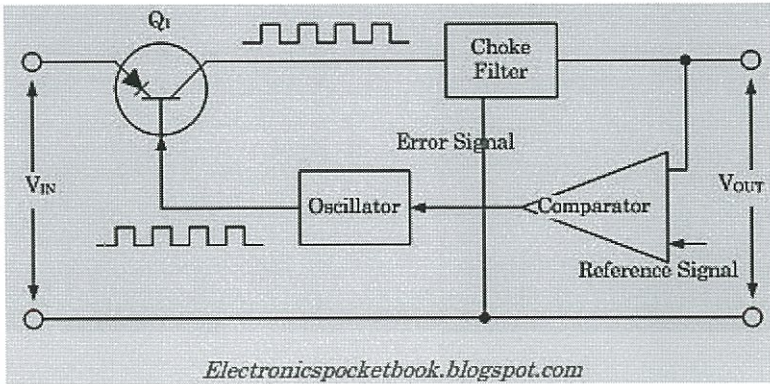 Q1
Choke
Filter
Error Signal
VIN
Oscillator
Comparator
VOUT
Reference Signal
Electronicspocketbook.blogspot.com